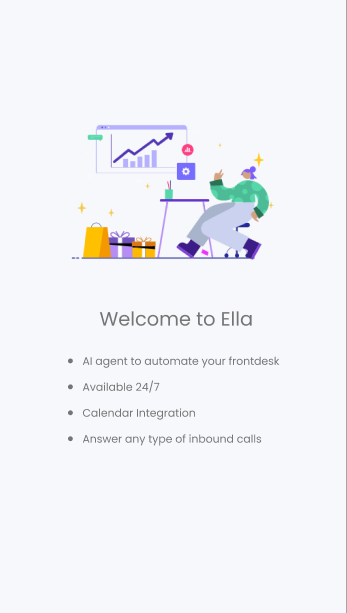 Welcome to Ella
AI agent to automate your frontdesk
Available 24/7
Calendar Integration
Answer any type of inbound calls